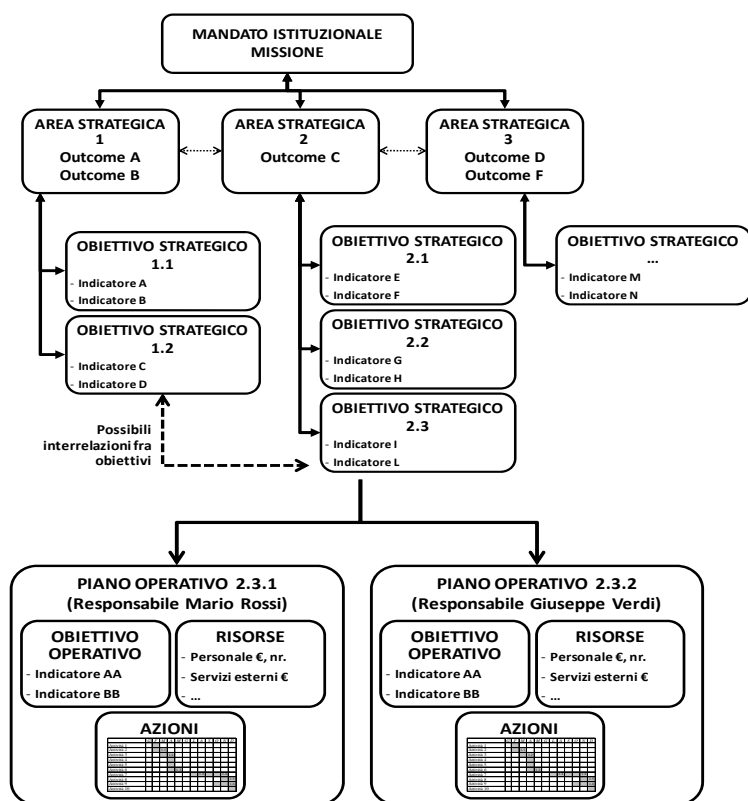 MANDATO ISTITUZIONALE
MISSIONE
AREA STRATEGICA
1
Outcome A
Outcome B
AREA STRATEGICA
2
Outcome C
AREA STRATEGICA
3
Outcome D
Outcome F
OBIETTIVO STRATEGICO
1.1
- Indicatore A
- Indicatore B
OBIETTIVO STRATEGICO
1.2
- Indicatore C
- Indicatore D
OBIETTIVO STRATEGICO
2.1
- Indicatore E
- Indicatore F
OBIETTIVO STRATEGICO
2.2
- Indicatore G
- Indicatore H
OBIETTIVO STRATEGICO
2.3
- Indicatore I
- Indicatore L
OBIETTIVO STRATEGICO
...
- Indicatore M
- Indicatore N
Possibili
interrelazioni fra
obiettivi
PIANO OPERATIVO 2.3.1
(Responsabile Mario Rossi)
OBIETTIVO
OPERATIVO
- Indicatore AA
- Indicatore BB
RISORSE
- Personale €, nr.
- Servizi esterni €
- ...
AZIONI
PIANO OPERATIVO 2.3.2
(Responsabile Giuseppe Verdi)
OBIETTIVO
OPERATIVO
- Indicatore AA
- Indicatore BB
RISORSE
- Personale €, nr.
- Servizi esterni €
- ...
AZIONI